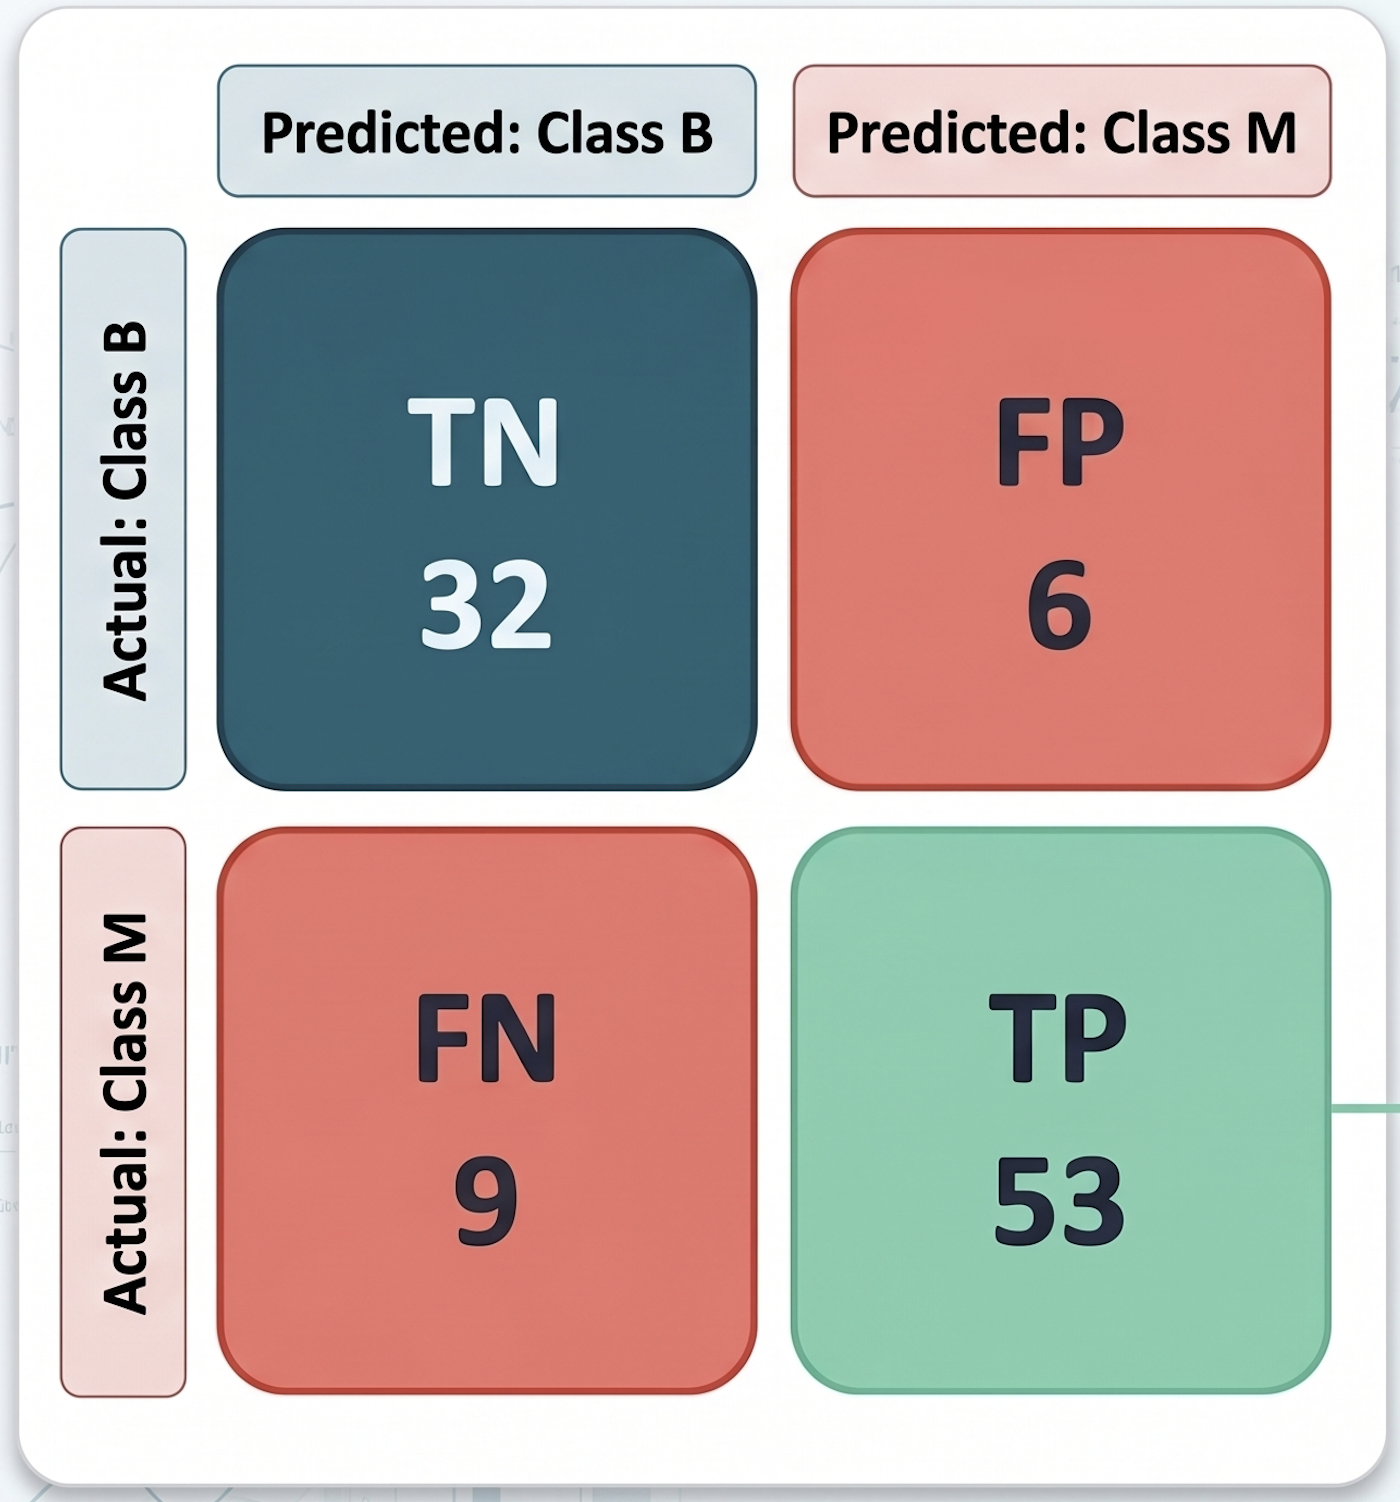 Predicted: Class B
Predicted: Class M
Actual: Class B
TN
32
FP
6
Actual: Class M
FN
9
TP
53